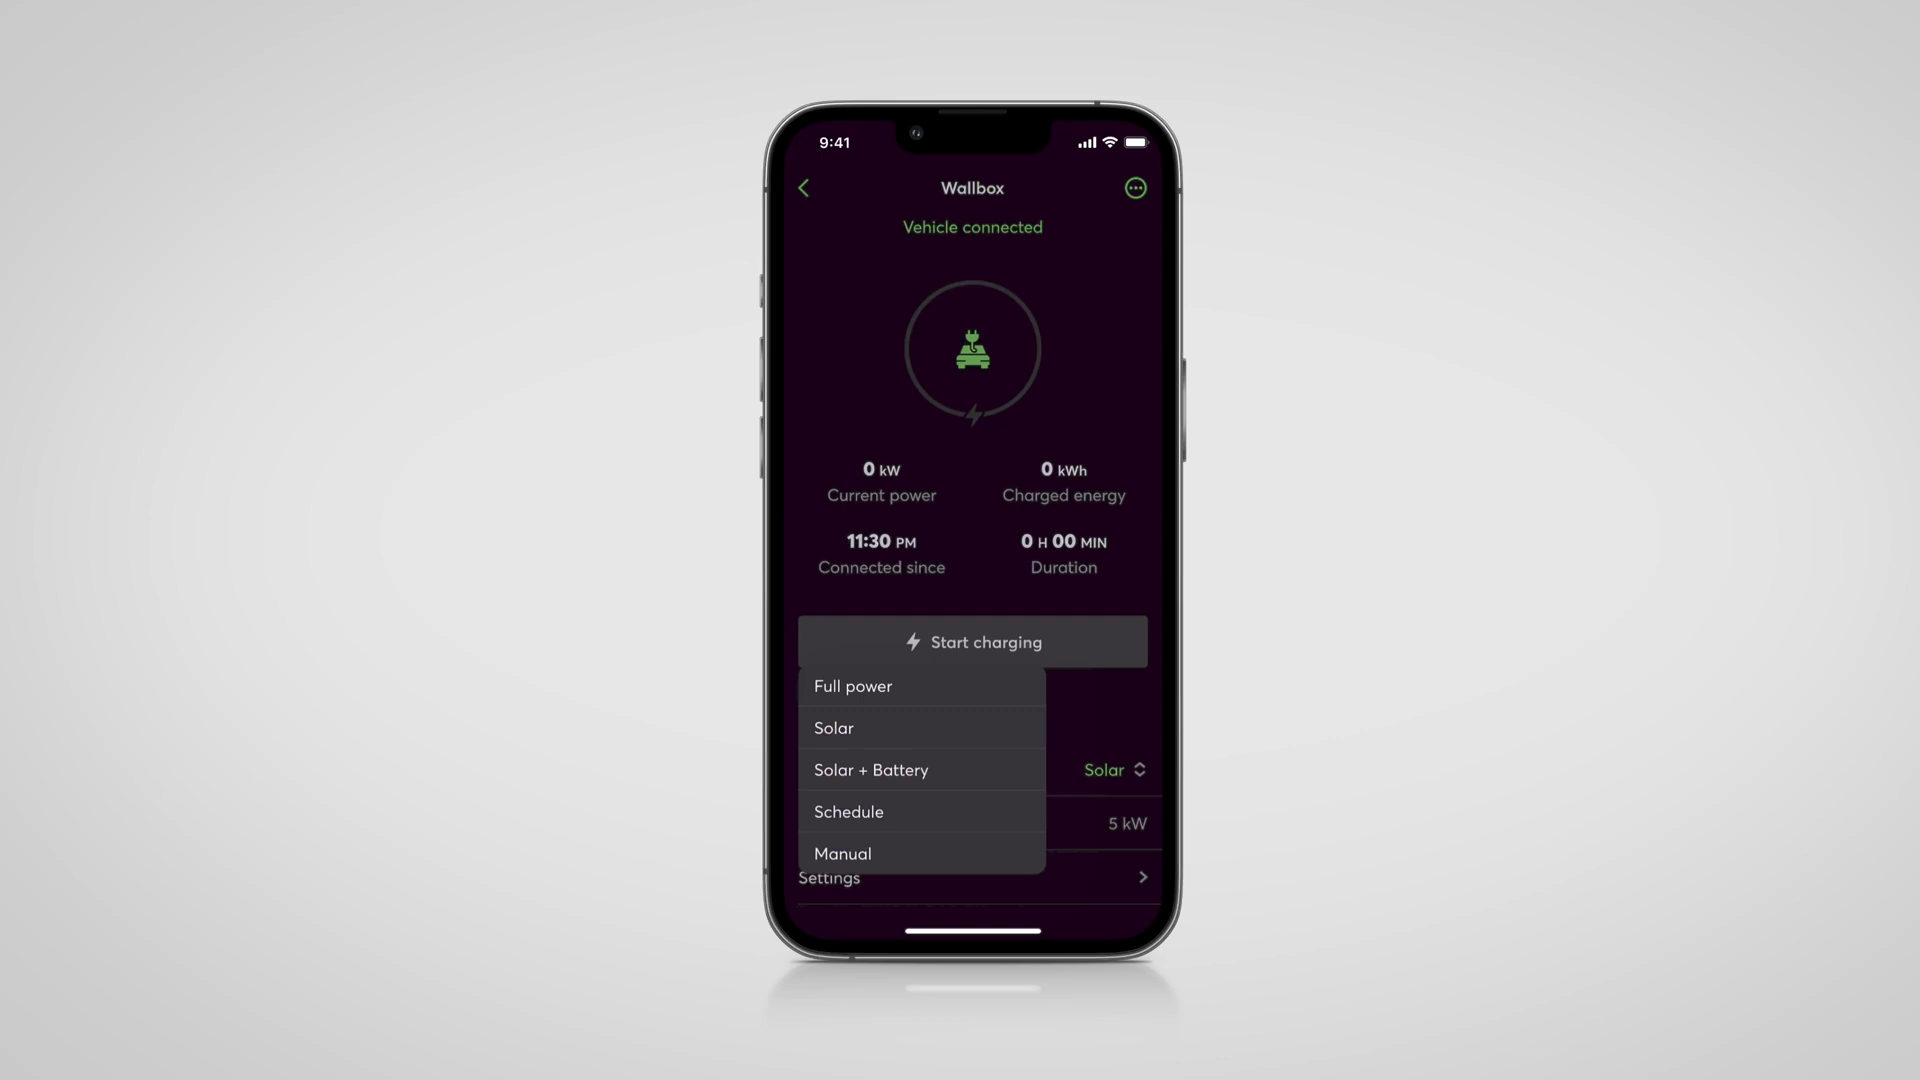 9:41
Wallbox
Vehicle connected
0 kW
0 kWh
Current power
Charged energy
11:30 PM
0 H 00 MIN
Connected since
Duration
Start charging
Full power
Solar
Solar + Battery
Solar
Schedule
5 kW
Manual
Settings